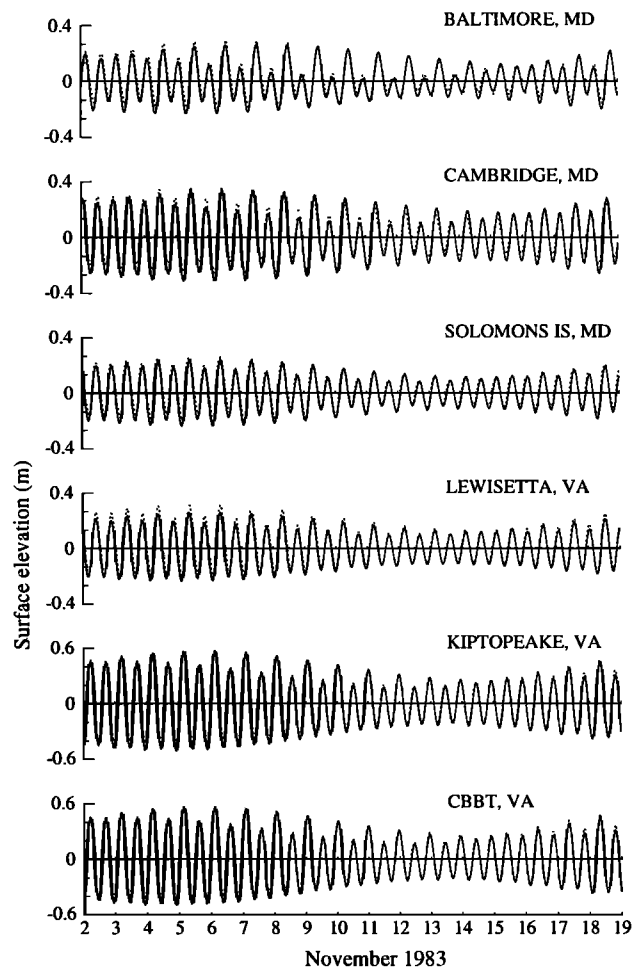 BALTIMORE, MD
0.4
0
-0.4
CAMBRIDGE, MD
0.4
0
-0.4
SOLOMONS IS, MD
0.4
0
-0.4
LEWISETTA, VA
0.4
0
-0.4
KIPTOPEAKE, VA
0.6
0
-0.6
CBBT, VA
0.6
0
-0.6
Surface elevation (m)
2 3 4 5 6 7 8 9 10 11 12 13 14 15 16 17 18 19
November 1983